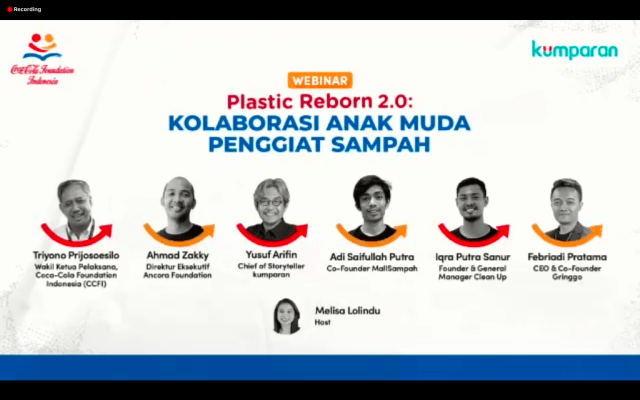 Recording
Coca-Cola Foundation
Indonesia
kumparan
WEBINAR
Plastic Reborn 2.0:
KOLABORASI ANAK MUDA
PENGGIAT SAMPAH
Triyono Prijosoesilo
Wakil Ketua Pelaksana,
Coca-Cola Foundation
Indonesia (CCFI)
Ahmad Zakky
Direktur Eksekutif
Ancora Foundation
Yusuf Arifin
Chief of Storyteller
kumparan
Adi Saifullah Putra
Co-Founder MallSampah
Iqra Putra Sanur
Founder & General
Manager Clean Up
Febriadi Pratama
CEO & Co-Founder
Gringgo
Melisa Lolindu
Host